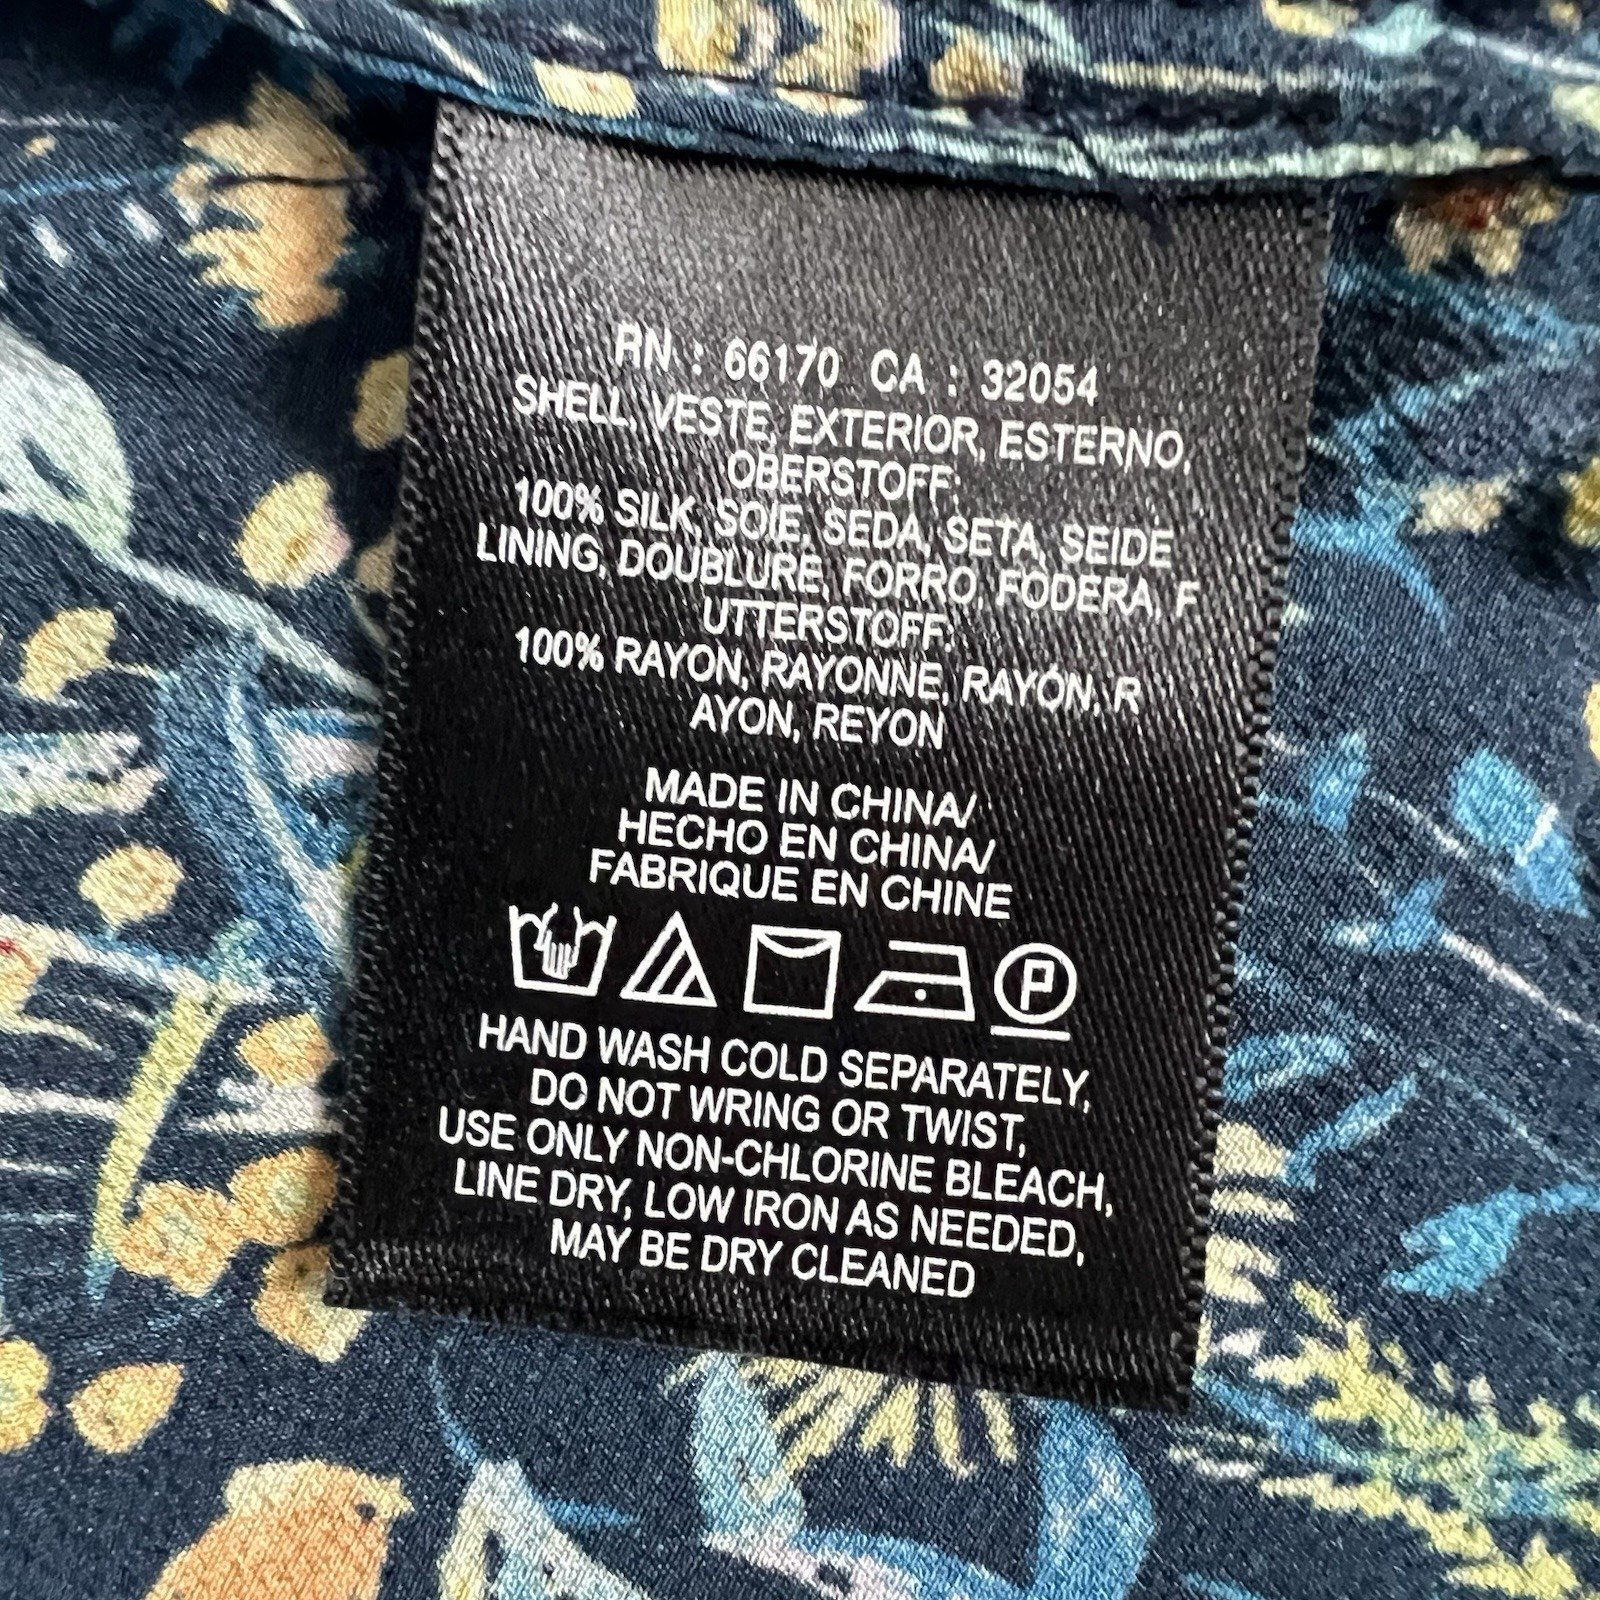 RN : 66170 CA : 32054
SHELL, VESTE, EXTERIOR, ESTERNO,
OBERSTOFF:
100% SILK, SOIE, SEDA, SETA, SEIDE
LINING, DOUBLURE, FORRO, FODERA, F
UTTERSTOFF:
100% RAYON, RAYONNE, RAYON, R
AYON, REYON
MADE IN CHINA/
HECHO EN CHINA/
FABRIQUE EN CHINE
P
HAND WASH COLD SEPARATELY,
DO NOT WRING OR TWIST,
USE ONLY NON-CHLORINE BLEACH,
LINE DRY, LOW IRON AS NEEDED,
MAY BE DRY CLEANED